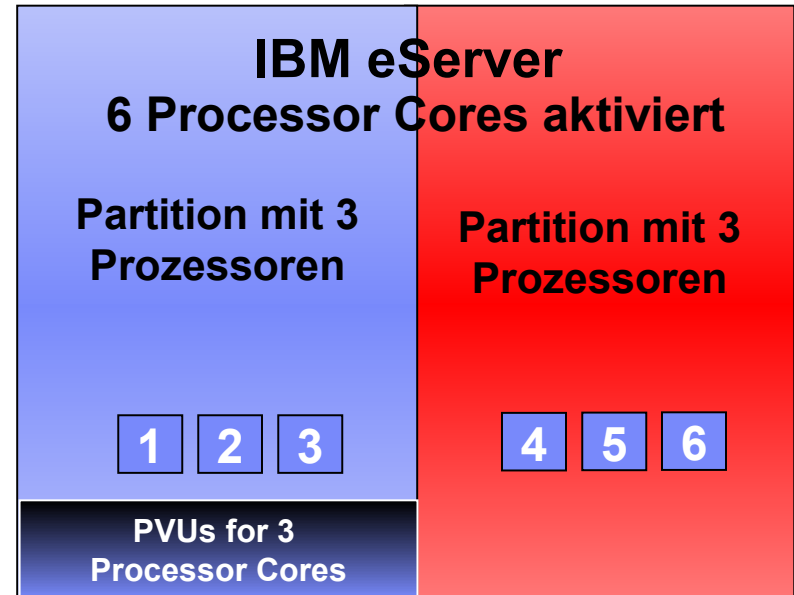 IBM eServer
6 Processor Cores aktiviert
Partition mit 3
Prozessoren
Partition mit 3
Prozessoren
1 2 3
4 5 6
PVUs for 3
Processor Cores